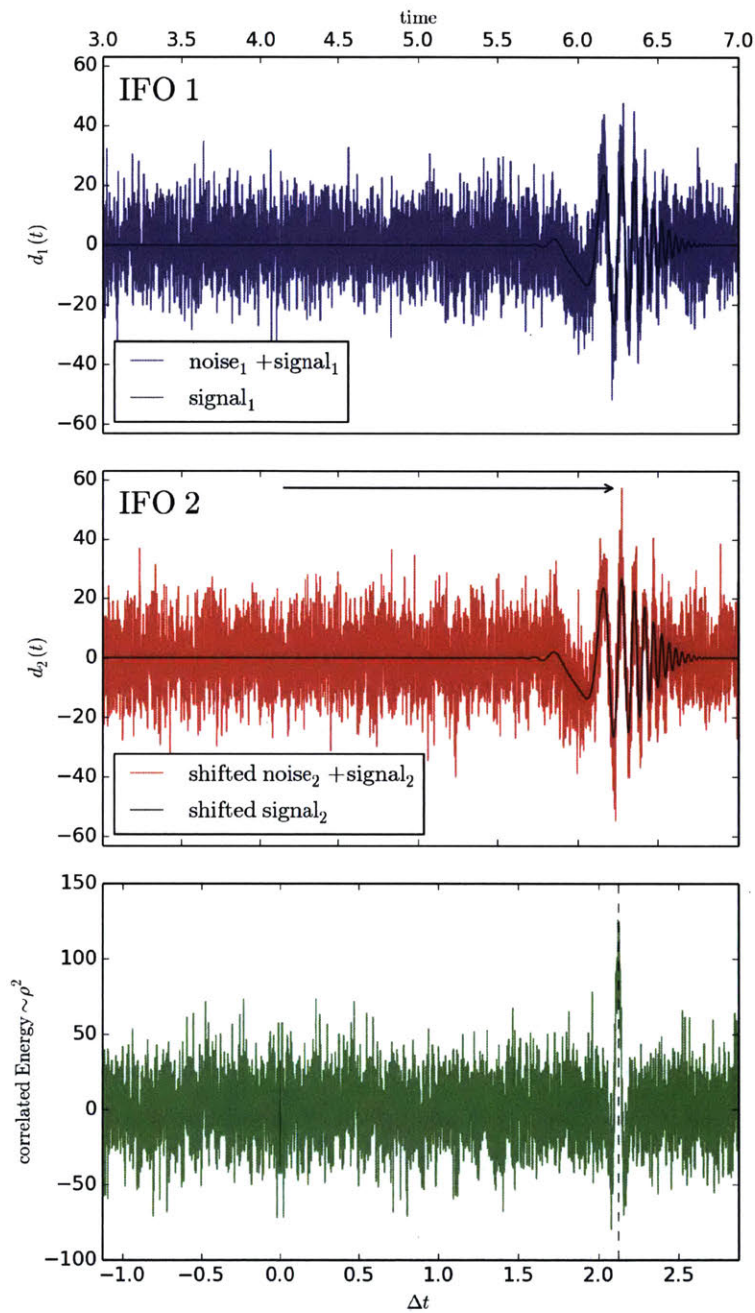 time
3.0 3.5 4.0 4.5 5.0 5.5 6.0 6.5 7.0
60
IFO 1
40
20
d₁(t)
0
−20
−40
−60
noise₁ +signal₁
signal₁
60
IFO 2
40
20
d₂(t)
0
−20
−40
−60
shifted noise₂ +signal₂
shifted signal₂
150
100
50
correlated Energy ~ ρ²
0
−50
−100
−1.0 −0.5 0.0 0.5 1.0 1.5 2.0 2.5
Δt